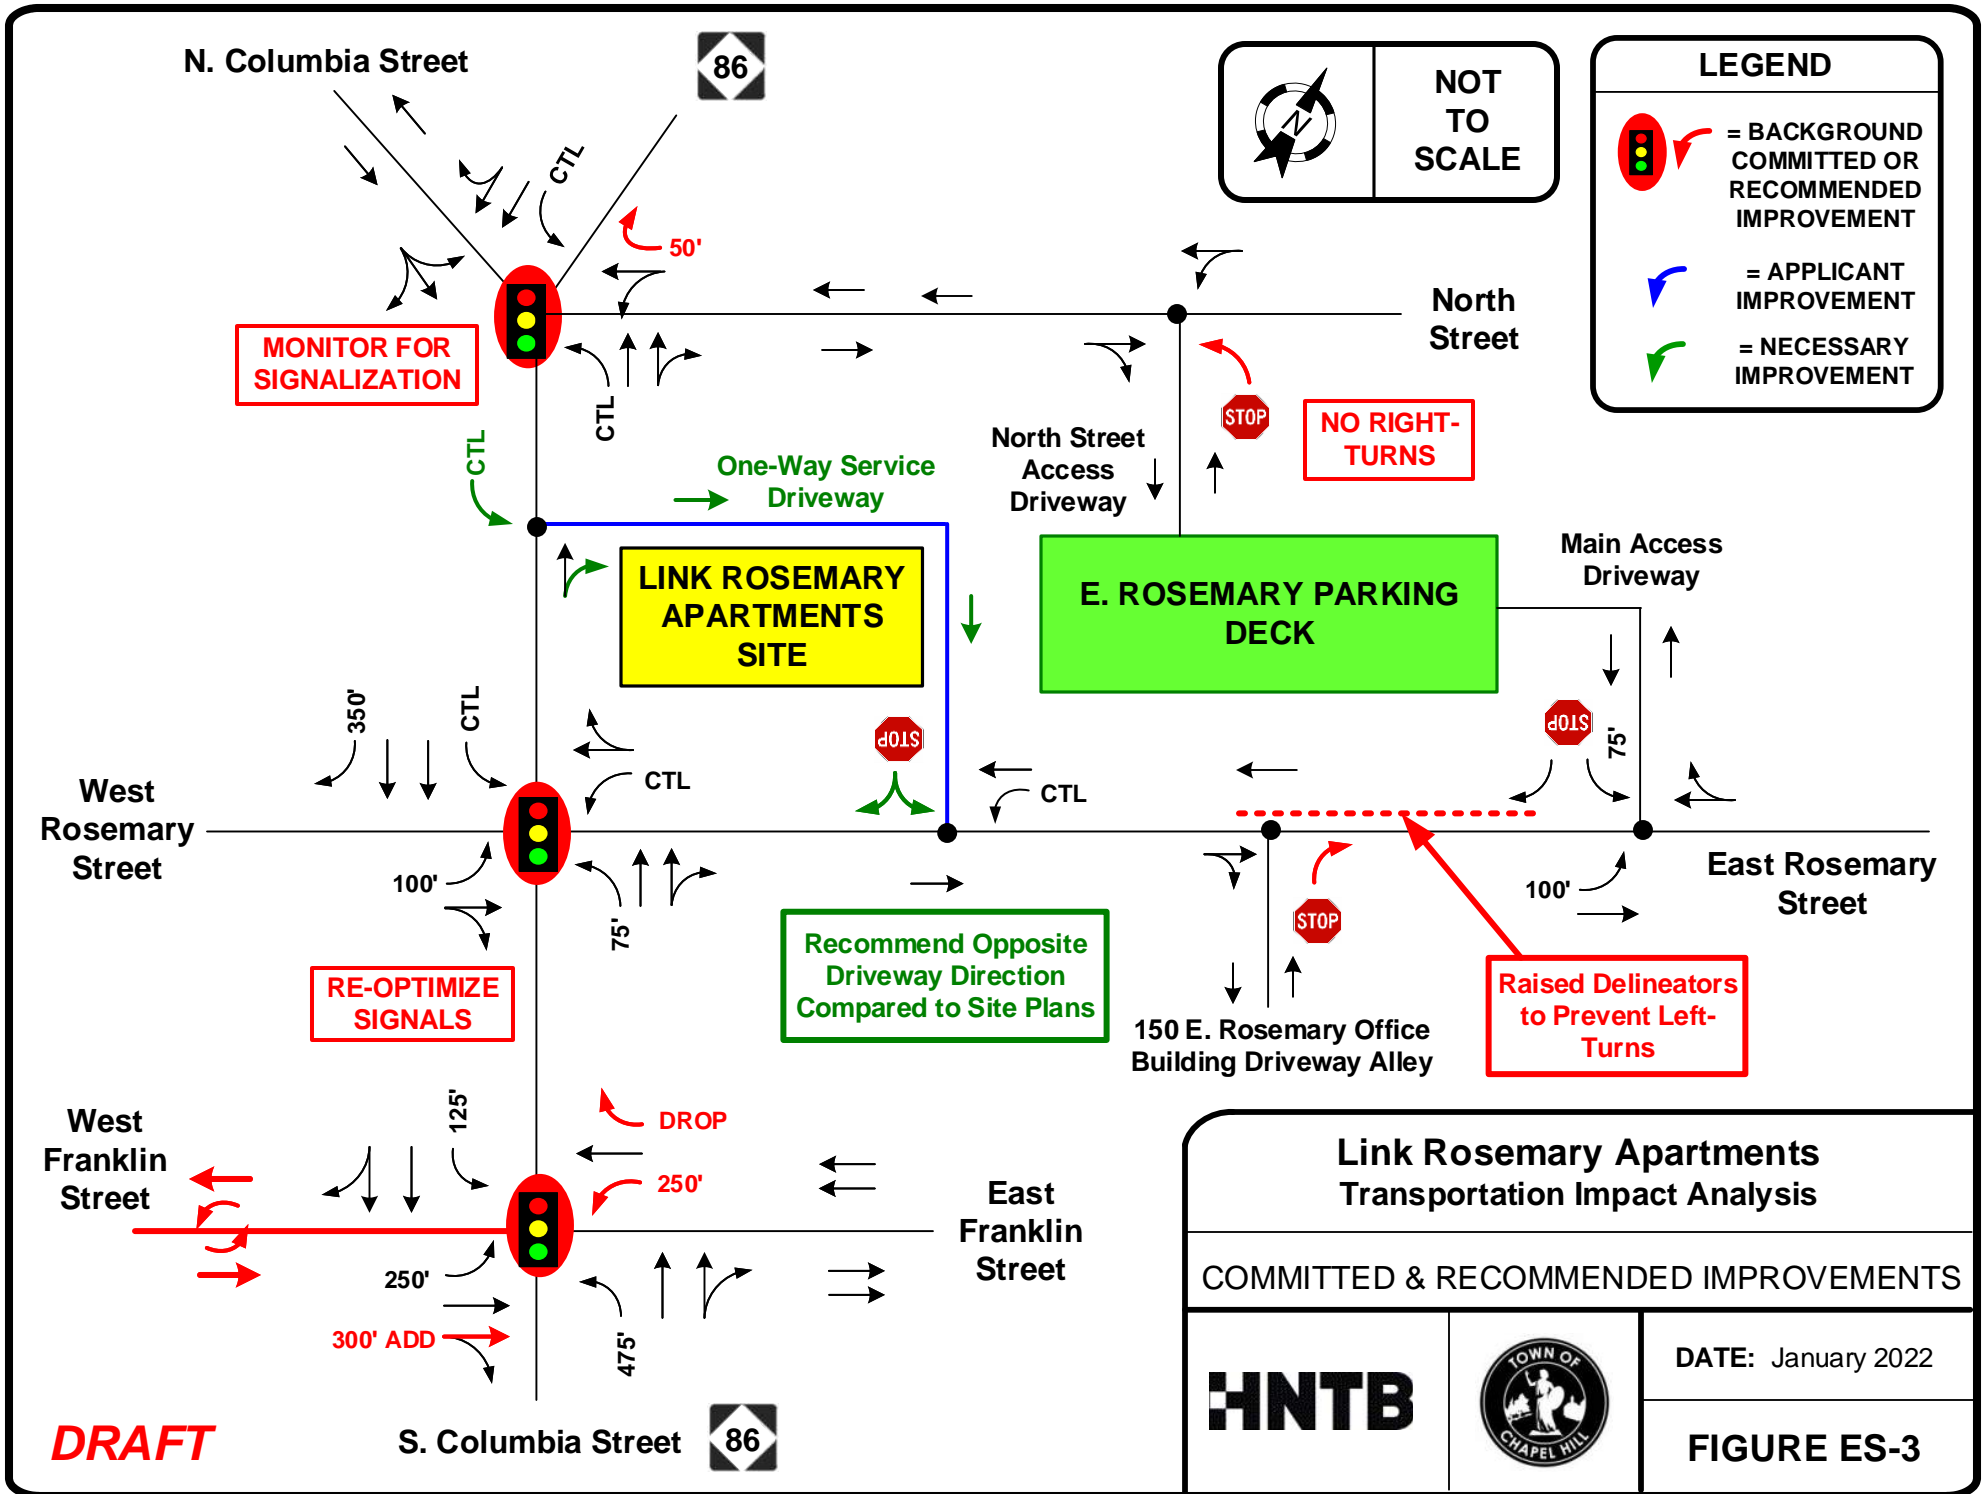 N. Columbia Street
86
NOT
TO
SCALE
N
LEGEND
= BACKGROUND
COMMITTED OR
RECOMMENDED
IMPROVEMENT
= APPLICANT
IMPROVEMENT
= NECESSARY
IMPROVEMENT
CTL
50'
North
Street
MONITOR FOR
SIGNALIZATION
CTL
STOP
NO RIGHT-
TURNS
North Street
Access
Driveway
CTL
One-Way Service
Driveway
LINK ROSEMARY
APARTMENTS
SITE
E. ROSEMARY PARKING
DECK
Main Access
Driveway
350'
CTL
STOP
STOP
75'
CTL
CTL
West
Rosemary
Street
100'
75'
100'
East Rosemary
Street
STOP
Recommend Opposite
Driveway Direction
Compared to Site Plans
RE-OPTIMIZE
SIGNALS
150 E. Rosemary Office
Building Driveway Alley
Raised Delineators
to Prevent Left-
Turns
West
Franklin
Street
125'
DROP
250'
East
Franklin
Street
250'
300' ADD
475'
S. Columbia Street
86
DRAFT
Link Rosemary Apartments
Transportation Impact Analysis
COMMITTED & RECOMMENDED IMPROVEMENTS
HNTB
TOWN OF
CHAPEL HILL
DATE: January 2022
FIGURE ES-3